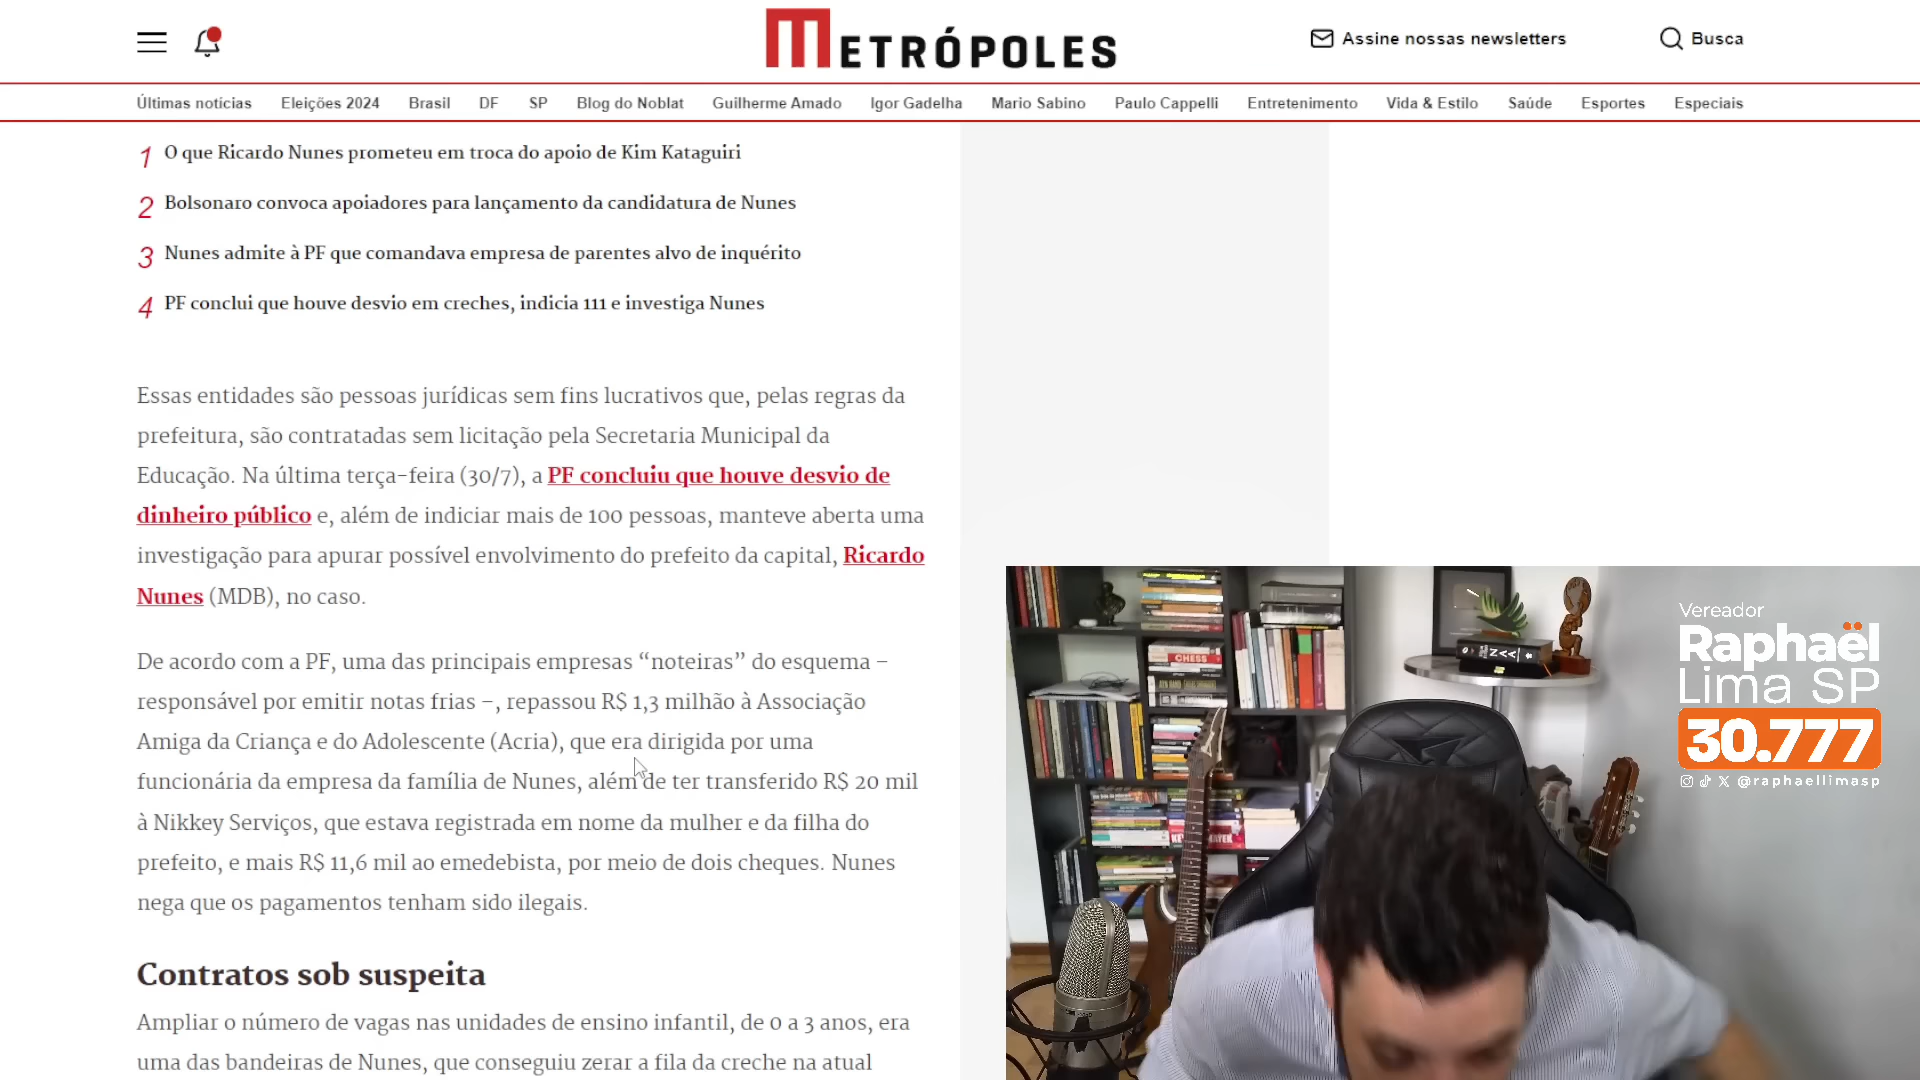 METRÓPOLES
Assine nossas newsletters
Busca
Últimas notícias Eleições 2024 Brasil DF SP Blog do Noblat Guilherme Amado Igor Gadelha Mario Sabino Paulo Cappelli Entretenimento Vida & Estilo Saúde Esportes Especiais
1 O que Ricardo Nunes prometeu em troca do apoio de Kim Kataguiri
2 Bolsonaro convoca apoiadores para lançamento da candidatura de Nunes
3 Nunes admite à PF que comandava empresa de parentes alvo de inquérito
4 PF conclui que houve desvio em creches, indicia 111 e investiga Nunes
Essas entidades são pessoas jurídicas sem fins lucrativos que, pelas regras da
prefeitura, são contratadas sem licitação pela Secretaria Municipal da
Educação. Na última terça-feira (30/7), a PF concluiu que houve desvio de
dinheiro público e, além de indiciar mais de 100 pessoas, manteve aberta uma
investigação para apurar possível envolvimento do prefeito da capital, Ricardo
Nunes (MDB), no caso.
De acordo com a PF, uma das principais empresas “noteiras” do esquema –
responsável por emitir notas frias –, repassou R$ 1,3 milhão à Associação
Amiga da Criança e do Adolescente (Acria), que era dirigida por uma
funcionária da empresa da família de Nunes, além de ter transferido R$ 20 mil
à Nikkey Serviços, que estava registrada em nome da mulher e da filha do
prefeito, e mais R$ 11,6 mil ao emedebista, por meio de dois cheques. Nunes
nega que os pagamentos tenham sido ilegais.
Contratos sob suspeita
Ampliar o número de vagas nas unidades de ensino infantil, de 0 a 3 anos, era
uma das bandeiras de Nunes, que conseguiu zerar a fila da creche na atual
Vereador
Raphaël
Lima SP
30.777
@raphaellimasp
CHESS